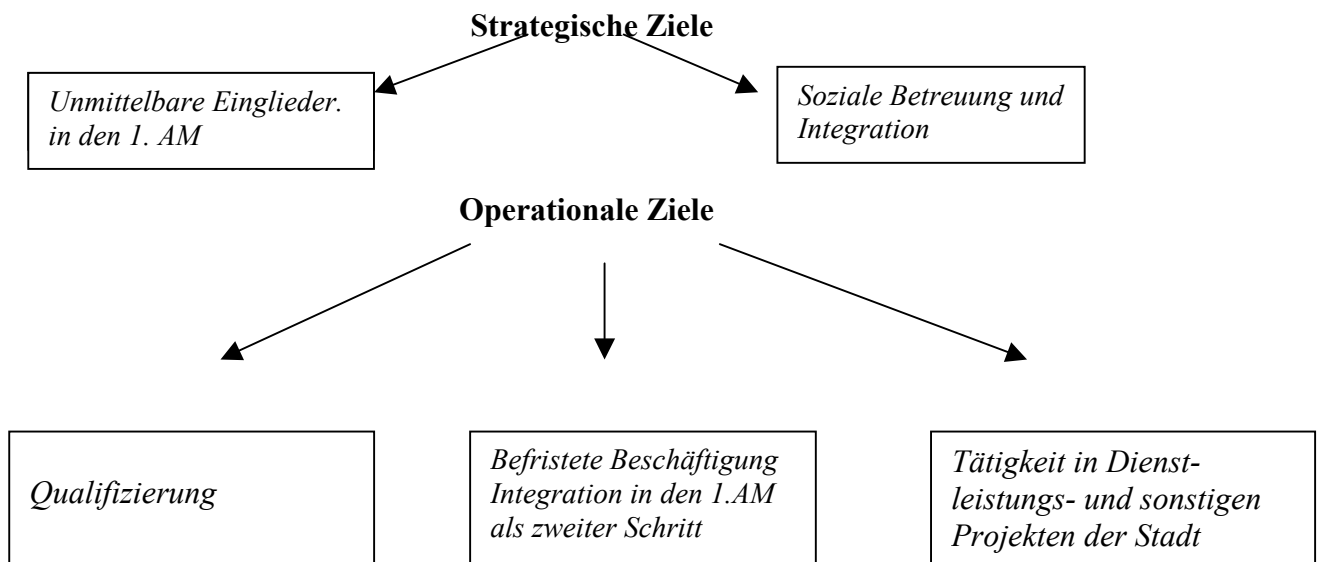 Strategische Ziele
Unmittelbare Einglieder.
in den 1. AM
Soziale Betreuung und
Integration
Operationale Ziele
Qualifizierung
Befristete Beschäftigung
Integration in den 1.AM
als zweiter Schritt
Tätigkeit in Dienst-
leistungs- und sonstigen
Projekten der Stadt